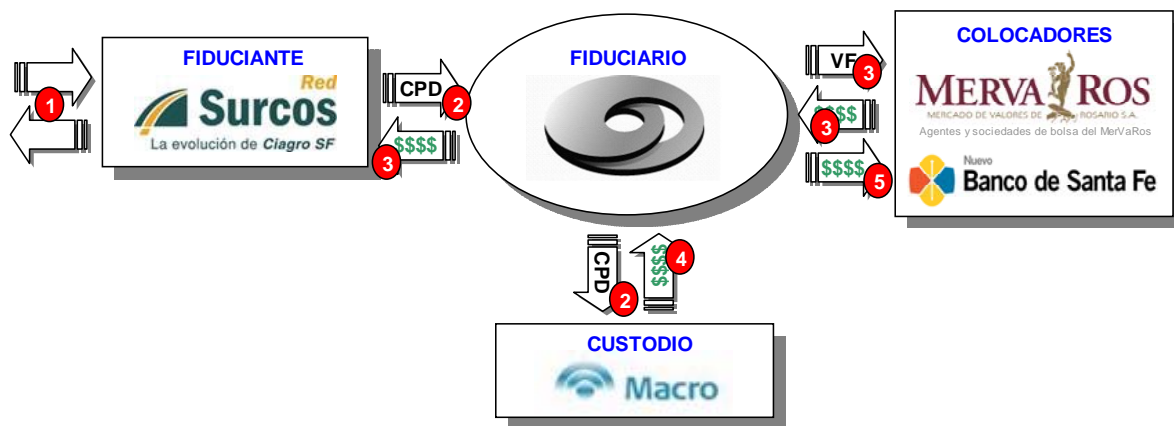 FIDUCIANTE
Red
Surcos
La evolución de Ciagro SF
1
CPD
2
$$$$
3
FIDUCIARIO
VF
3
$$$$
3
$$$$
5
COLOCADORES
MERVA ROS
MERCADO DE VALORES DE ROSARIO S.A.
Agentes y sociedades de bolsa del MerVaRos
Nuevo
Banco de Santa Fe
CPD
2
$$$$
4
CUSTODIO
Macro